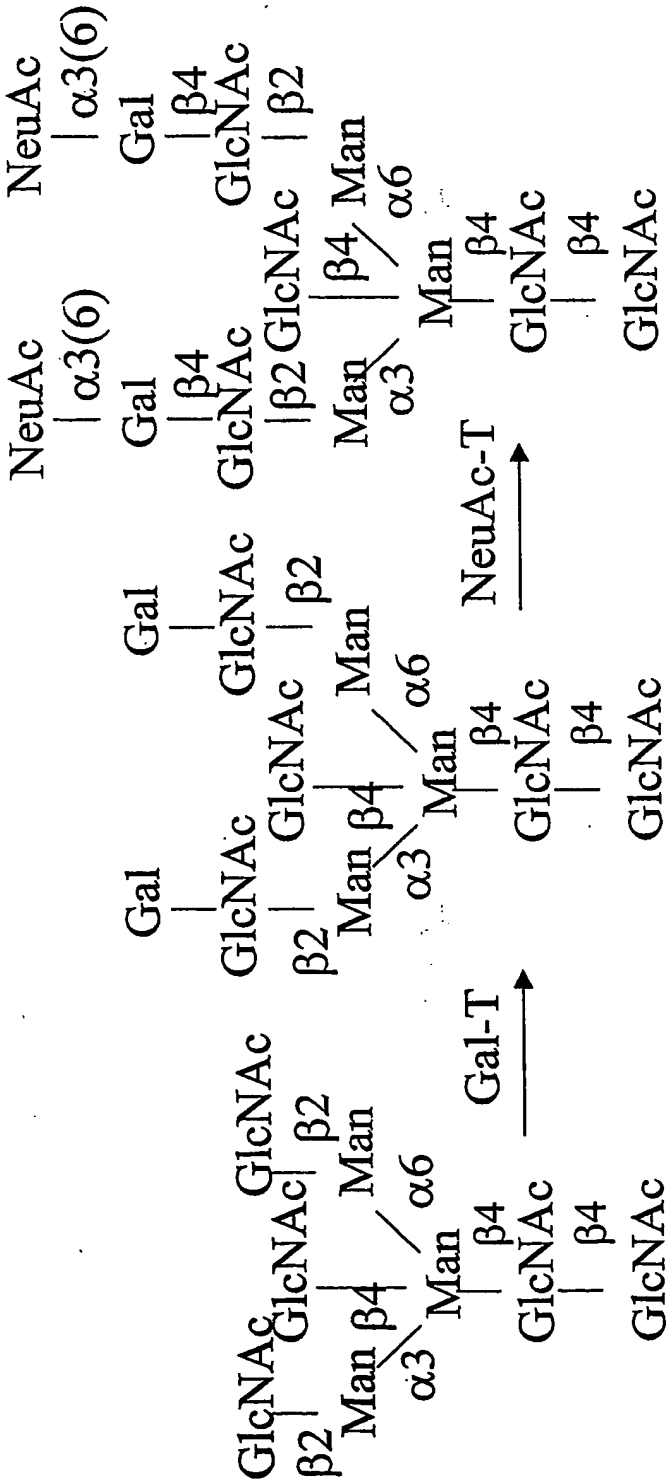 GlcNAc GlcNAc
β2 GlcNAc β2
Man β4 Man
α3 α6
Man
β4
GlcNAc
β4
GlcNAc
Gal-T
Gal Gal
GlcNAc GlcNAc
β2 GlcNAc β2
Man β4 Man
α3 α6
Man
β4
GlcNAc
β4
GlcNAc
NeuAc-T
NeuAc NeuAc
α3(6) α3(6)
Gal Gal
β4 β4
GlcNAc GlcNAc
β2 GlcNAc β2
Man β4 Man
α3 α6
Man
β4
GlcNAc
β4
GlcNAc